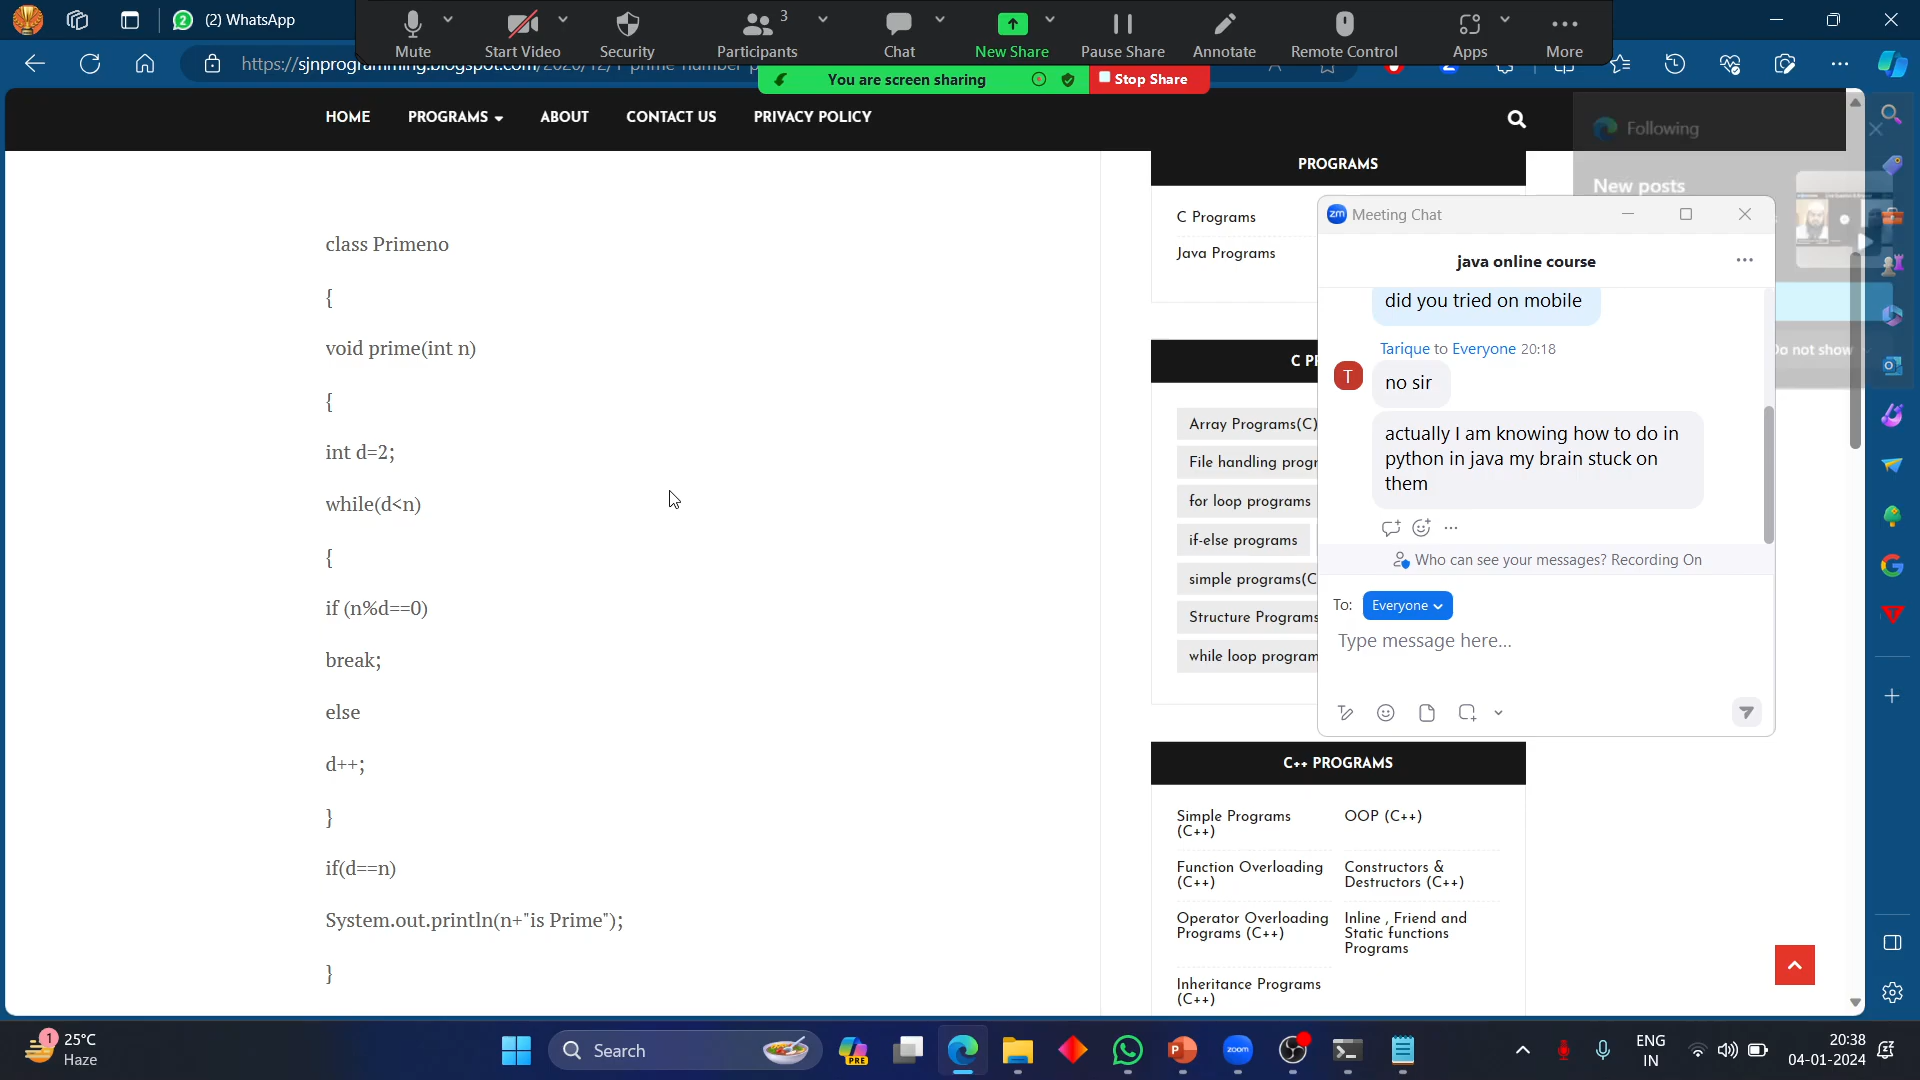 (2) WhatsApp
Mute
Start Video
Security
3
Participants
Chat
New Share
Pause Share
Annotate
Remote Control
Apps
More
You are screen sharing
Stop Share
HOME
PROGRAMS
ABOUT
CONTACT US
PRIVACY POLICY
Following
New posts
class Primeno
{
void prime(int n)
{
int d=2;
while(d<n)
{
if (n%d==0)
break;
else
d++;
}
if(d==n)
System.out.println(n+"is Prime");
}
PROGRAMS
C Programs
Java Programs
Array Programs(C)
for loop programs
if-else programs
simple programs(C
Structure Programs
while loop program
C++ PROGRAMS
Simple Programs (C++)
OOP (C++)
Function Overloading (C++)
Constructors & Destructors (C++)
Operator Overloading Programs (C++)
Inline , Friend and Static functions Programs
Inheritance Programs (C++)
zm Meeting Chat
java online course
did you tried on mobile
Tarique to Everyone 20:18
T
no sir
actually I am knowing how to do in
python in java my brain stuck on
them
Who can see your messages? Recording On
To: Everyone
Type message here...
Do not show
1
25°C
Haze
Search
PRE
zoom
ENG
IN
20:38
04-01-2024